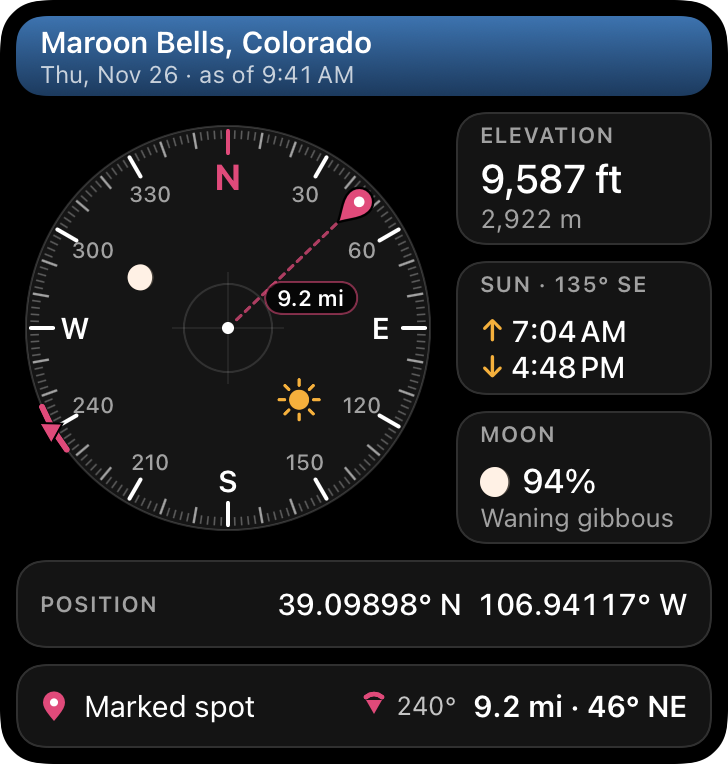 Maroon Bells, Colorado
Thu, Nov 26 · as of 9:41 AM
N
30
60
E
120
150
S
210
240
W
300
330
9.2 mi
ELEVATION
9,587 ft
2,922 m
SUN · 135° SE
↑ 7:04 AM
↓ 4:48 PM
MOON
94%
Waning gibbous
POSITION 39.09898° N 106.94117° W
Marked spot 240° 9.2 mi · 46° NE